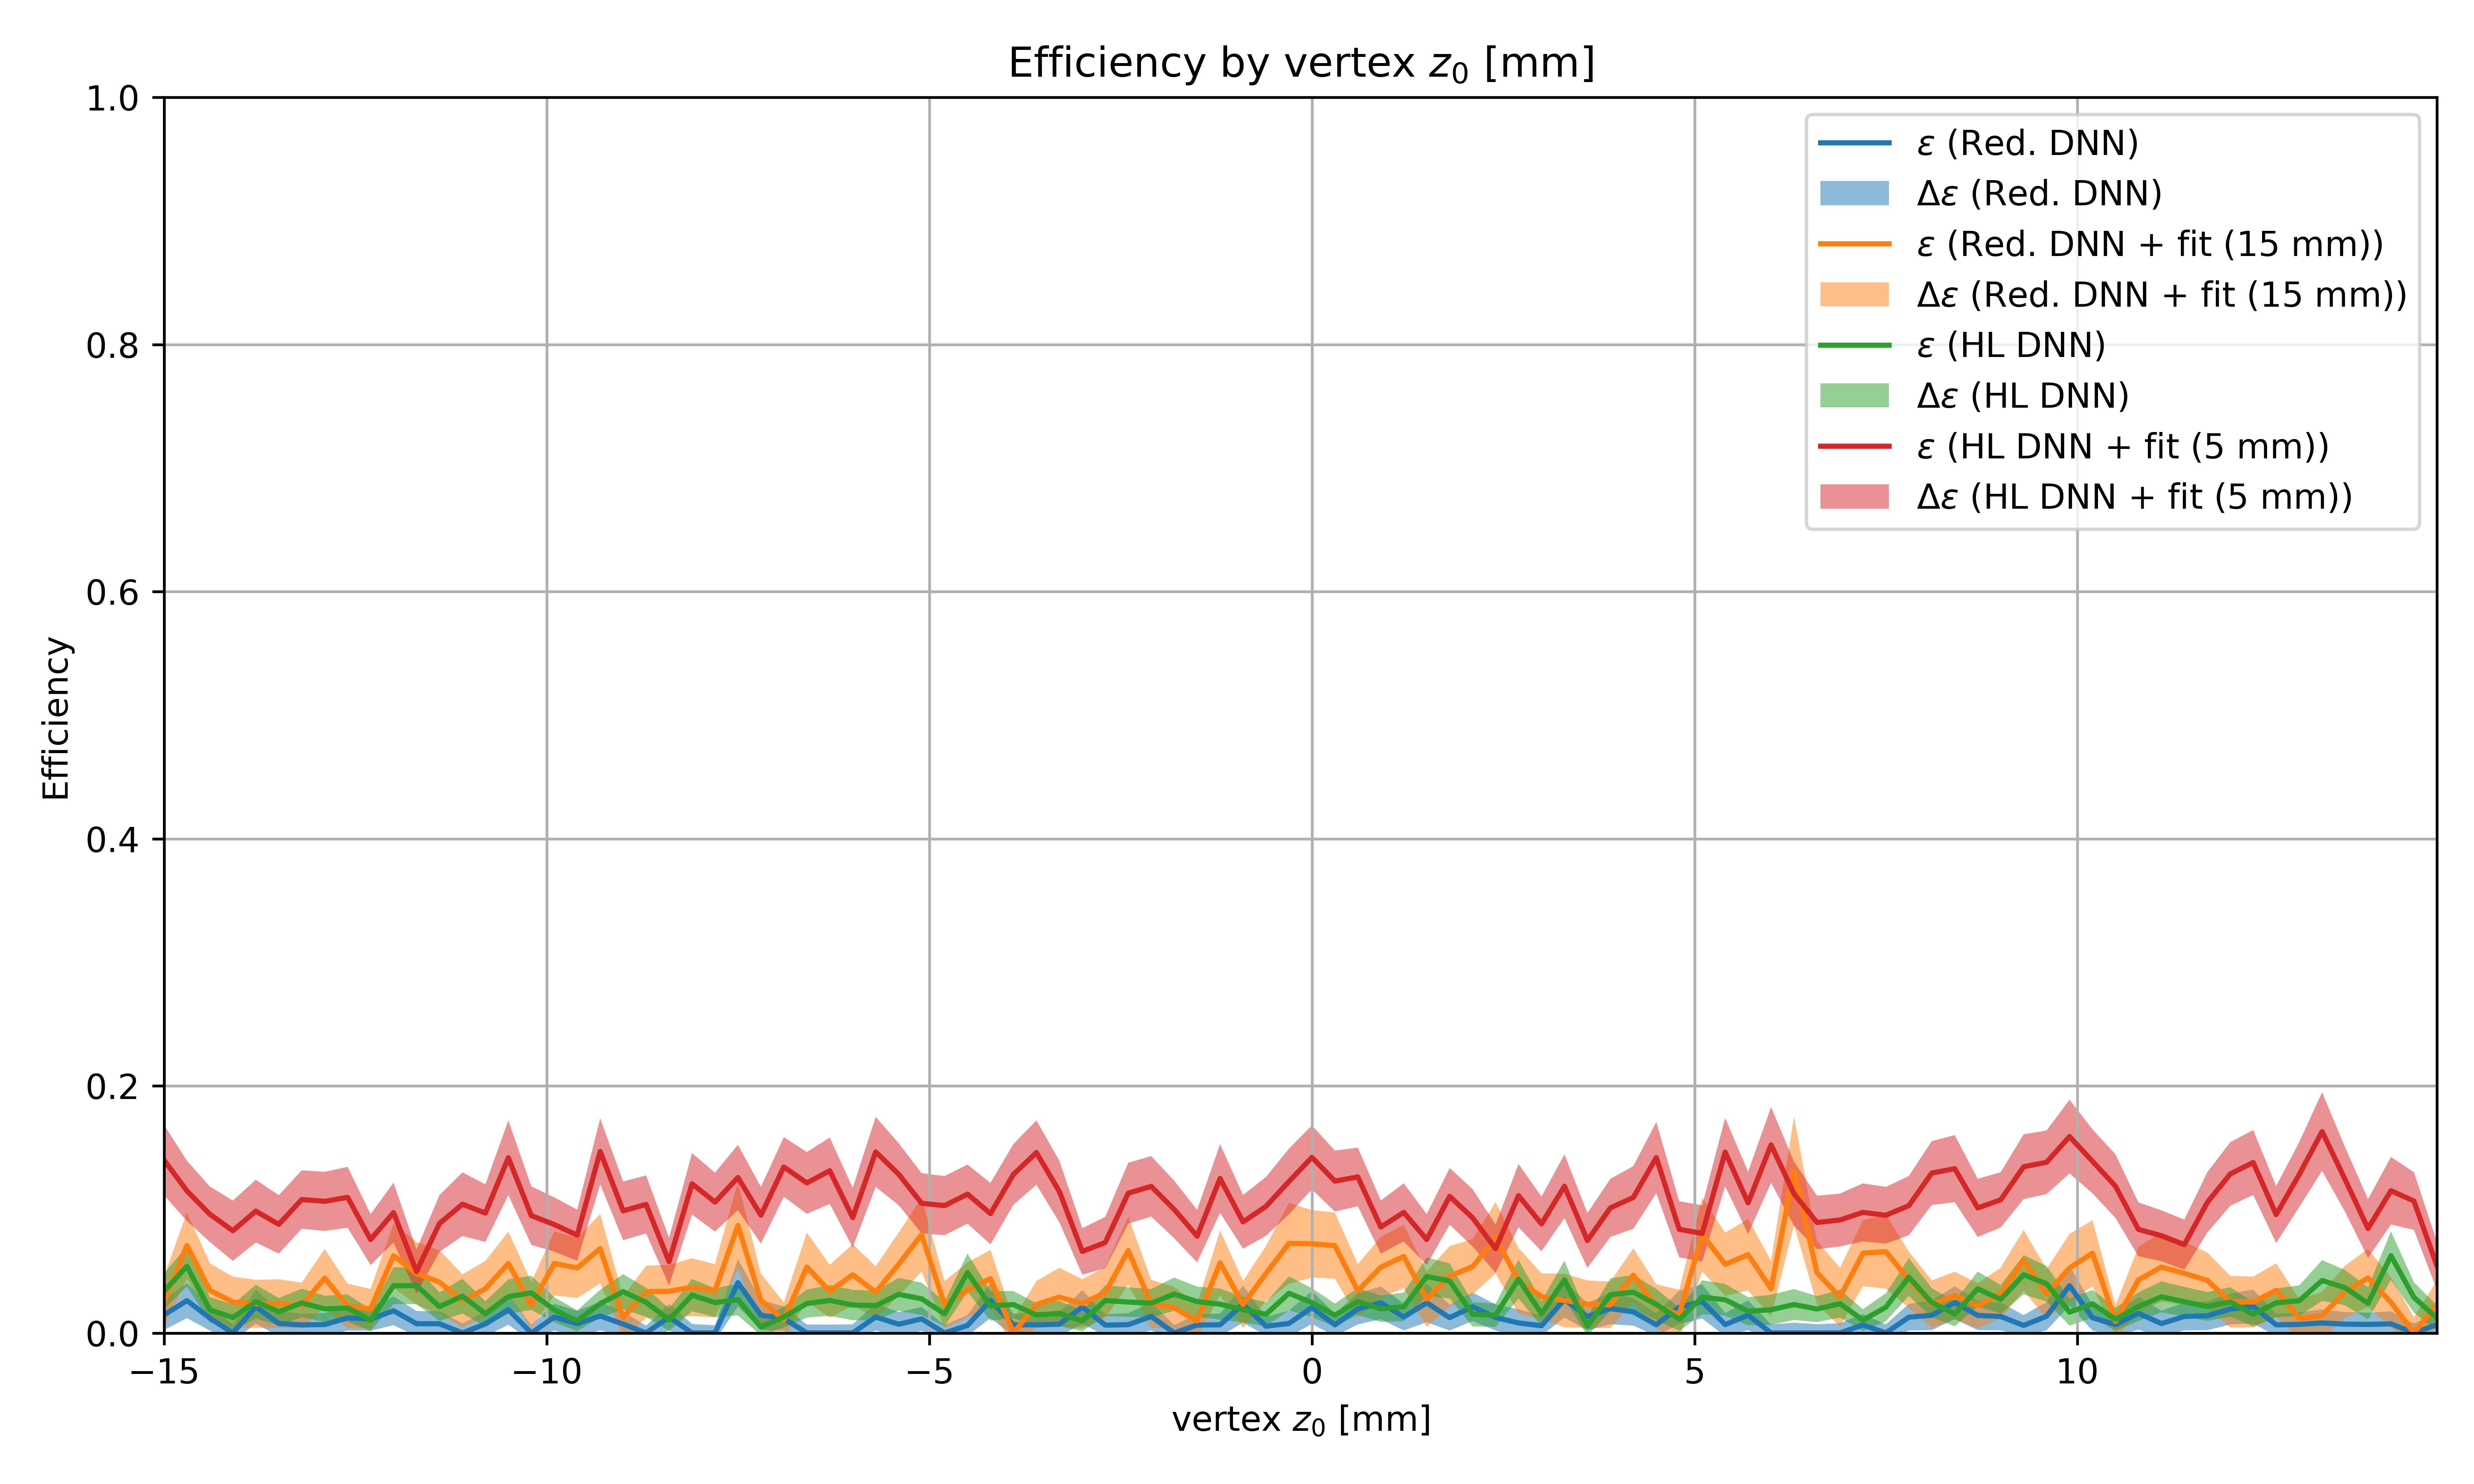 Efficiency by vertex z₀ [mm]
1.0
0.8
0.6
0.4
0.2
0.0
Efficiency
ε (Red. DNN)
Δε (Red. DNN)
ε (Red. DNN + fit (15 mm))
Δε (Red. DNN + fit (15 mm))
ε (HL DNN)
Δε (HL DNN)
ε (HL DNN + fit (5 mm))
Δε (HL DNN + fit (5 mm))
−15 −10 −5 0 5 10
vertex z₀ [mm]